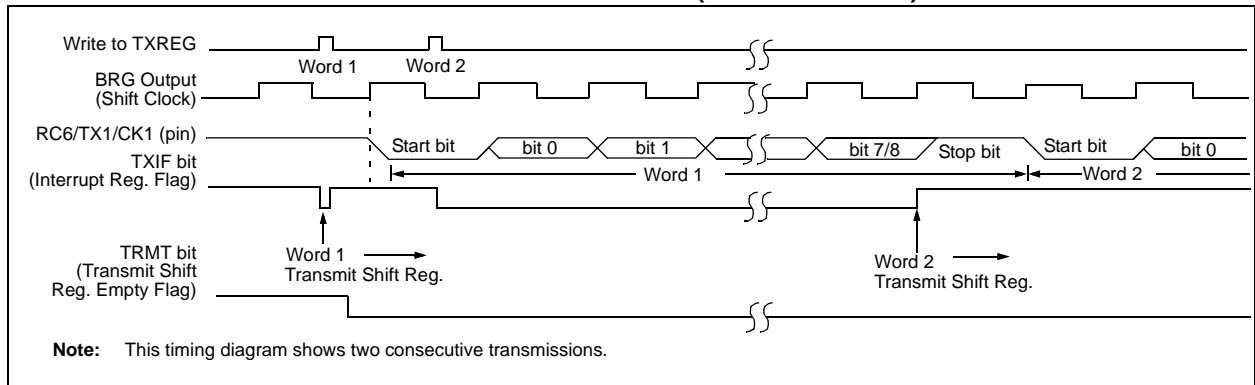 Write to TXREG
Word 1
Word 2
BRG Output
(Shift Clock)
RC6/TX1/CK1 (pin)
Start bit
bit 0
bit 1
bit 7/8
Stop bit
Start bit
bit 0
TXIF bit
(Interrupt Reg. Flag)
Word 1
Word 2
Word 1
Transmit Shift Reg.
Word 2
Transmit Shift Reg.
TRMT bit
(Transmit Shift
Reg. Empty Flag)
Note: This timing diagram shows two consecutive transmissions.